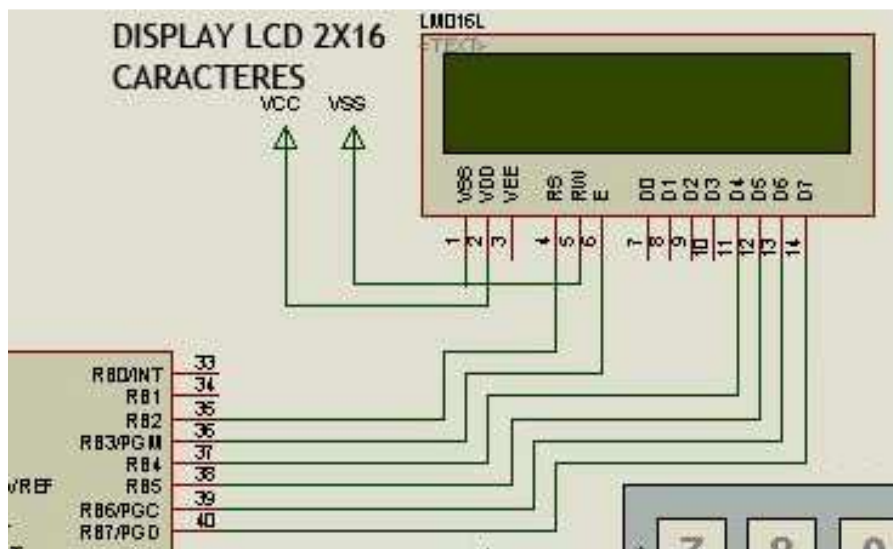 DISPLAY LCD 2X16
CARACTERES
LM016L
<TEXT>
VCC VSS
VSS
VDD
VEE
RS
RW
E
D0
D1
D2
D3
D4
D5
D6
D7
1
2
3
4
5
6
7
8
9
10
11
12
13
14
RB0/INT 33
RB1 34
RB2 35
RB3/PGM 36
RB4 37
RB5 38
RB6/PGC 39
RB7/PGD 40
/VREF
7